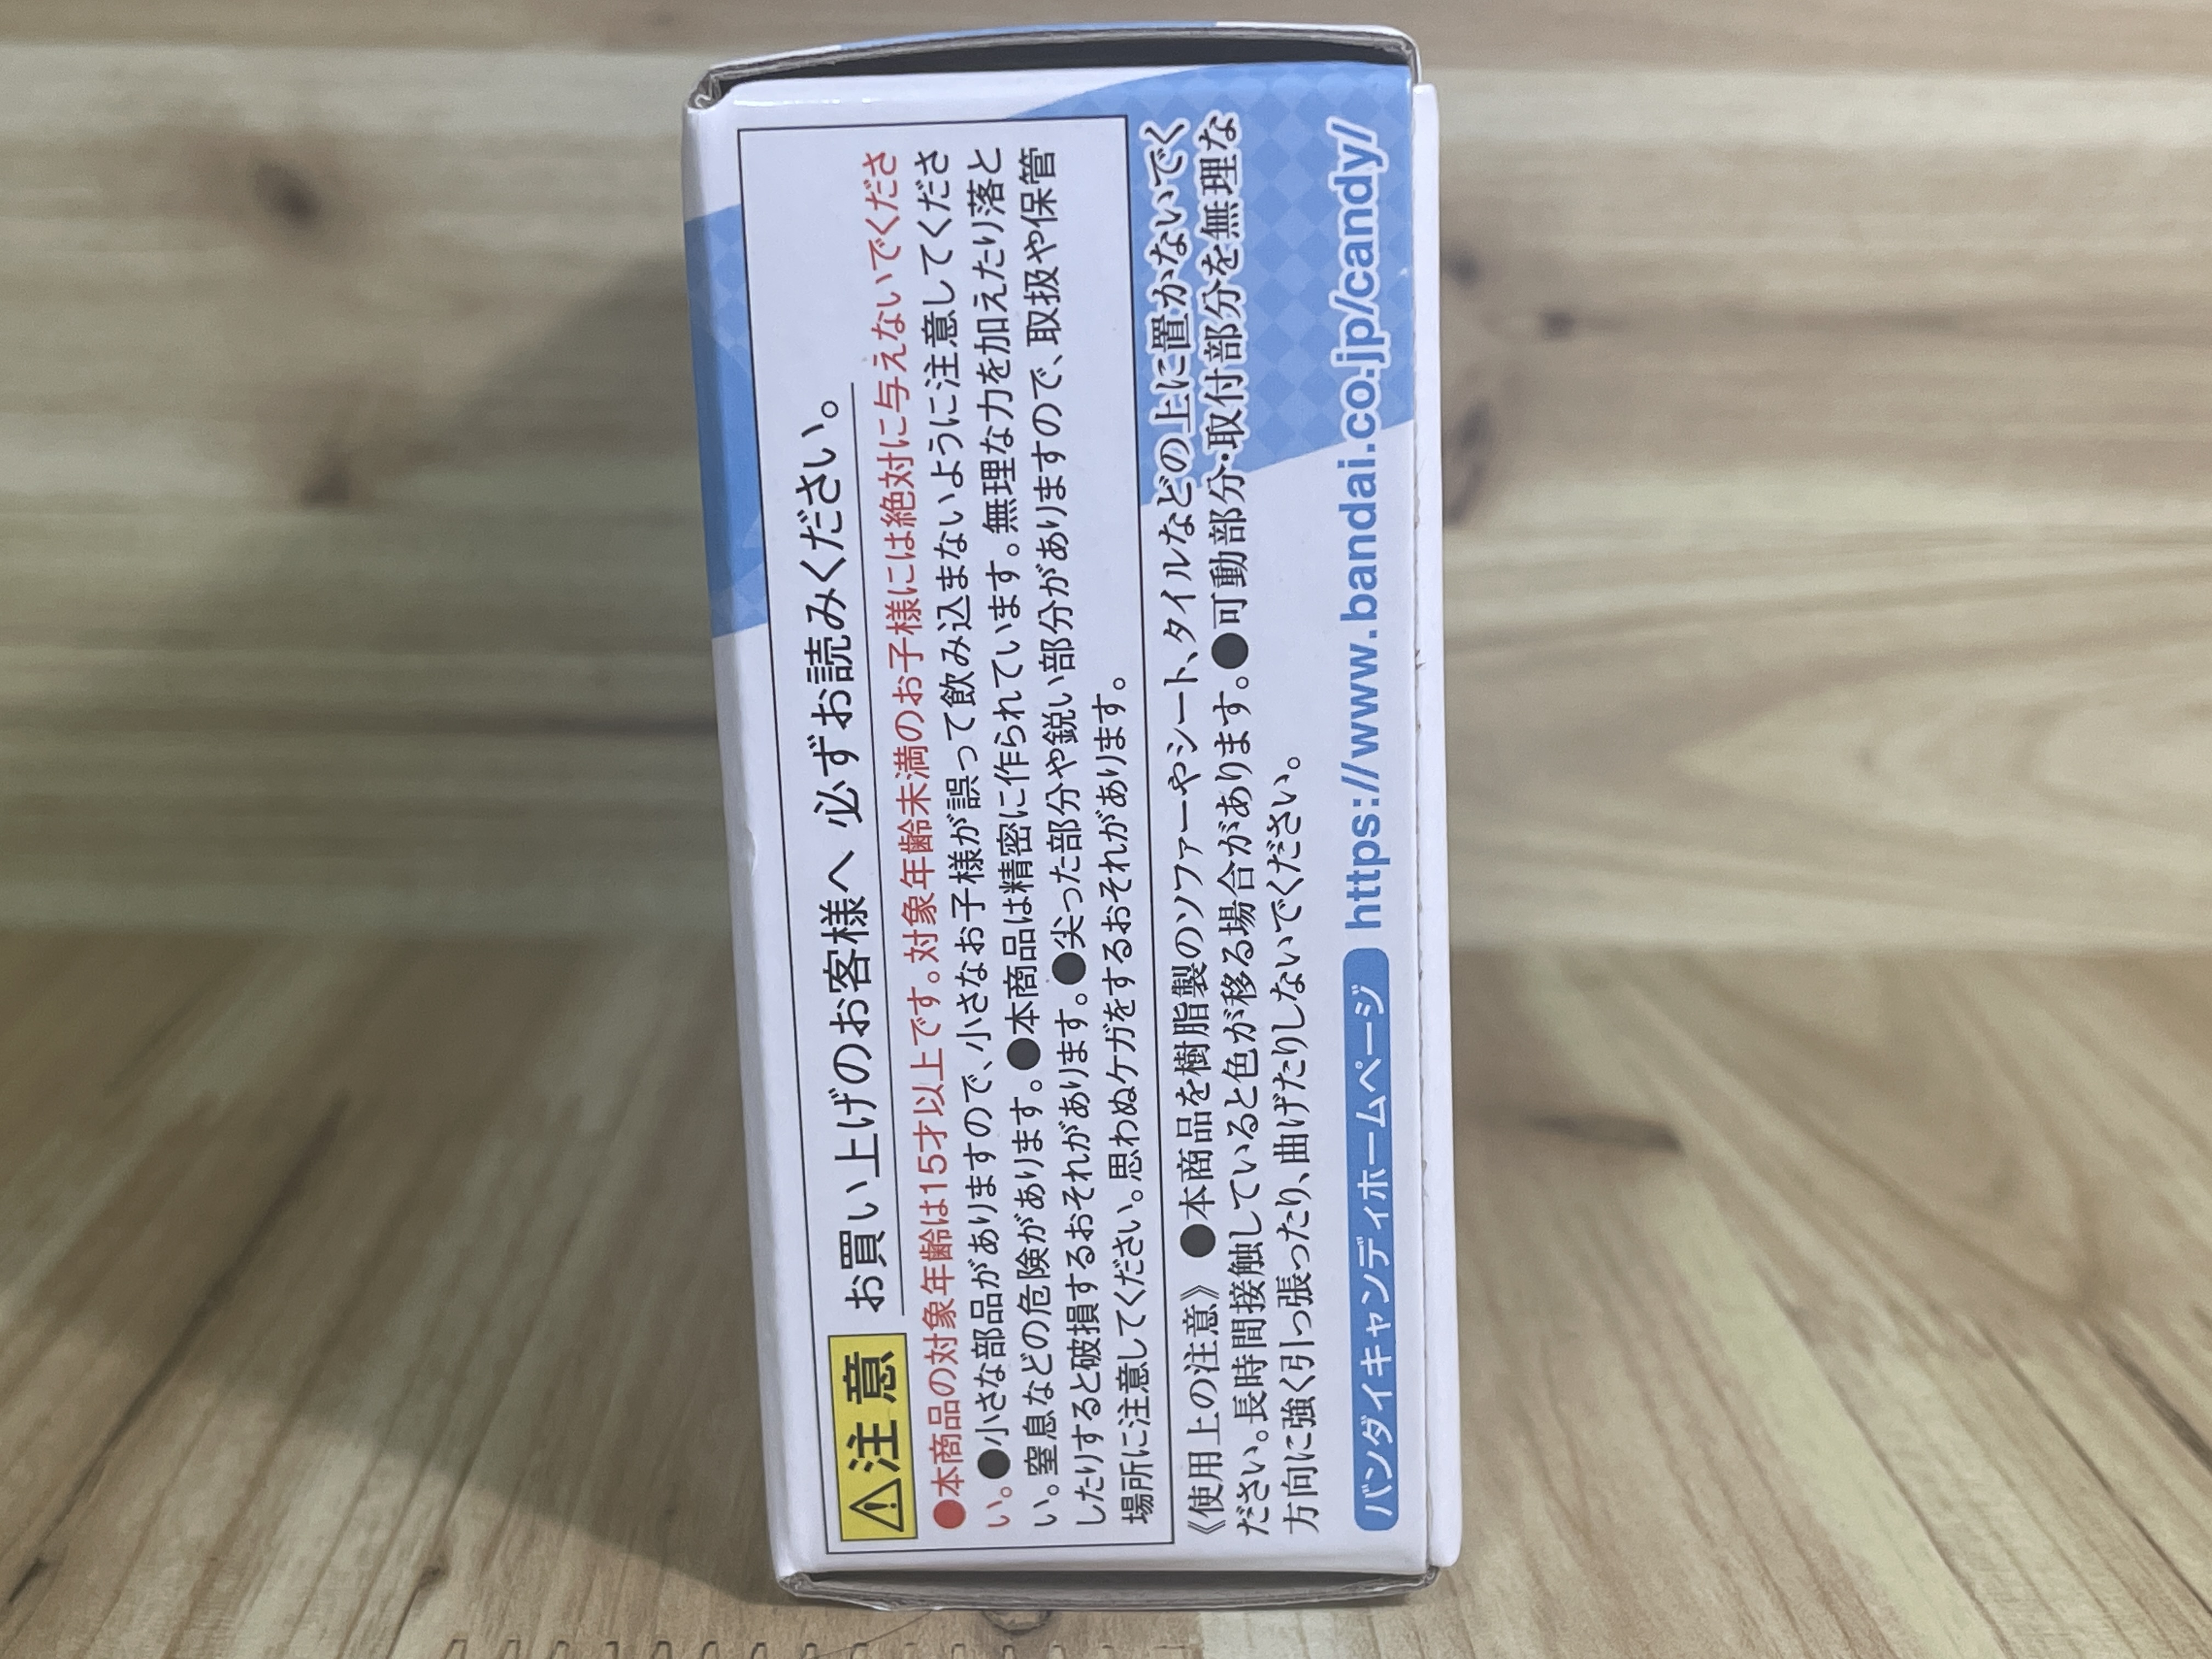 ⚠注意 お買い上げのお客様へ 必ずお読みください。
●本商品の対象年齢は15才以上です。対象年齢未満のお子様には絶対に与えないでくださ
い。●小さな部品がありますので、小さなお子様が誤って飲み込まないように注意してくださ
い。窒息などの危険があります。●本商品は精密に作られています。無理な力を加えたり落と
したりすると破損するおそれがあります。●尖った部分や鋭い部分がありますので、取扱や保管
場所に注意してください。思わぬケガをするおそれがあります。
《使用上の注意》 ●本商品を樹脂製のソファーやシート、タイルなどの上に置かないでく
ださい。長時間接触していると色が移る場合があります。●可動部分・取付部分を無理な
方向に強く引っ張ったり、曲げたりしないでください。
バンダイキャンディホームページ https://www.bandai.co.jp/candy/